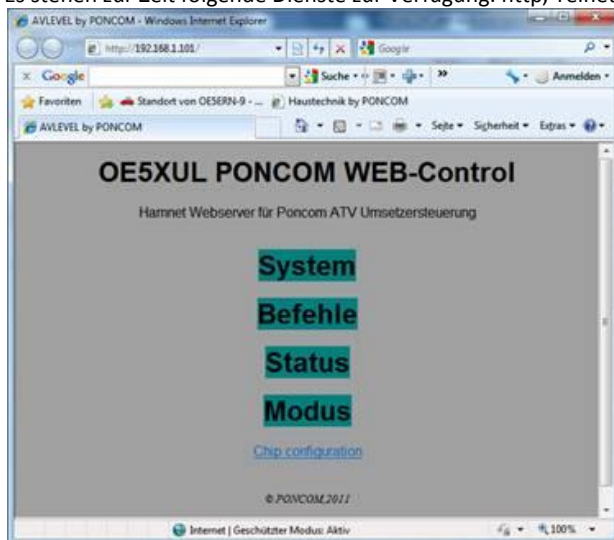 Es stehen zur Zeit folgende Dienste zur Verfügung: http, Telnet
AVLEVEL by PONCOM - Windows Internet Explorer
http://192.168.1.101/
Google
Google
Suche
Anmelden
Favoriten
Standort von OE5ERN-9 - ...
Haustechnik by PONCOM
AVLEVEL by PONCOM
Seite
Sicherheit
Extras
OE5XUL PONCOM WEB-Control
Hamnet Webserver für Poncom ATV Umsetzersteuerung
System
Befehle
Status
Modus
Chip configuration
© PONCOM,2011
Internet | Geschützter Modus: Aktiv
100%